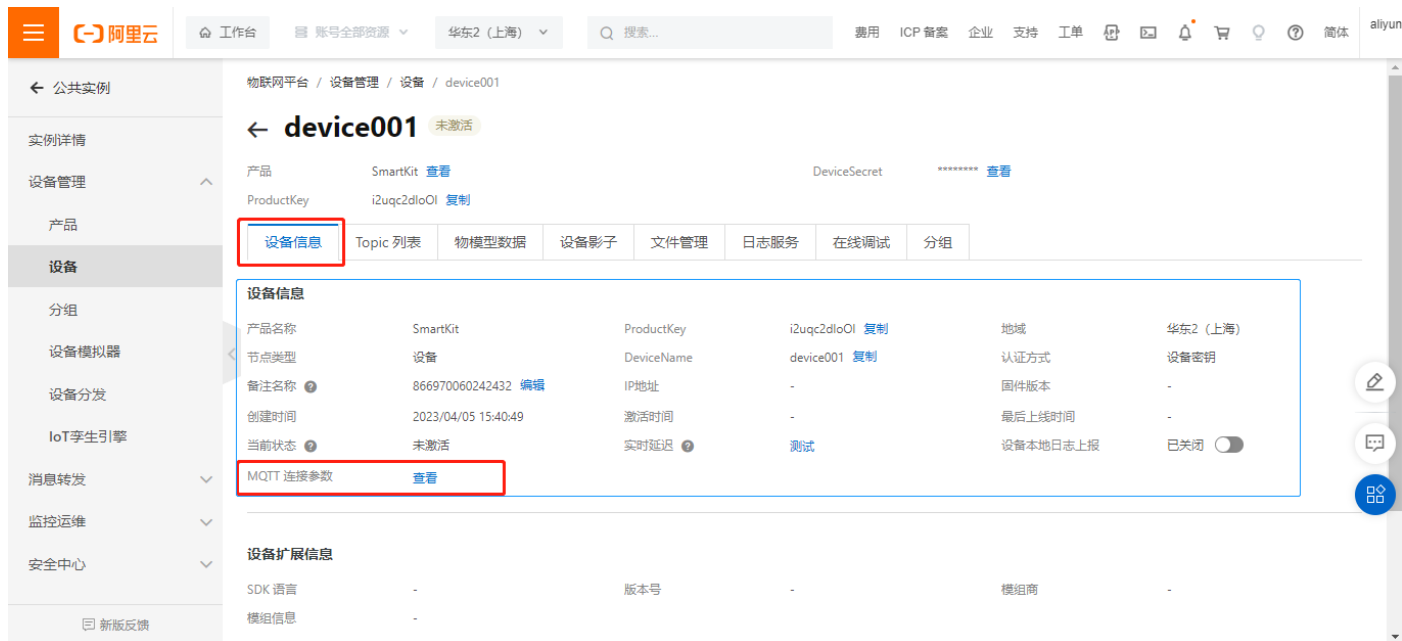 阿里云 工作台 账号全部资源 华东2（上海） 搜索... 费用 ICP 备案 企业 支持 工单 简体 aliyun
公共实例
物联网平台 / 设备管理 / 设备 / device001
device001 未激活
实例详情
设备管理
产品
设备
分组
设备模拟器
设备分发
IoT孪生引擎
消息转发
监控运维
安全中心
新版反馈
产品 SmartKit 查看 DeviceSecret ******** 查看
ProductKey i2uqc2dloOl 复制
设备信息 Topic 列表 物模型数据 设备影子 文件管理 日志服务 在线调试 分组
设备信息
产品名称 SmartKit ProductKey i2uqc2dloOl 复制 地域 华东2（上海）
节点类型 设备 DeviceName device001 复制 认证方式 设备密钥
备注名称 866970060242432 编辑 IP地址 - 固件版本 -
创建时间 2023/04/05 15:40:49 激活时间 - 最后上线时间 -
当前状态 未激活 实时延迟 测试 设备本地日志上报 已关闭
MQTT 连接参数 查看
设备扩展信息
SDK 语言 - 版本号 - 模组商 -
模组信息 -